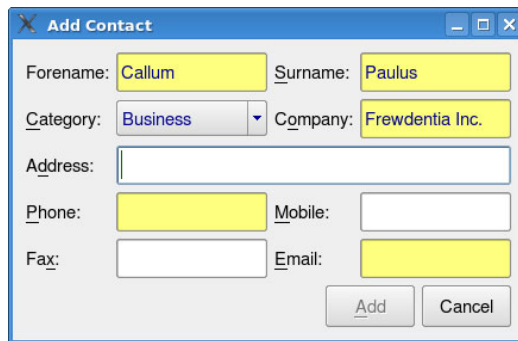 Add Contact
Forename: Callum Surname: Paulus
Category: Business Company: Frewdentia Inc.
Address:
Phone: Mobile:
Fax: Email:
Add Cancel